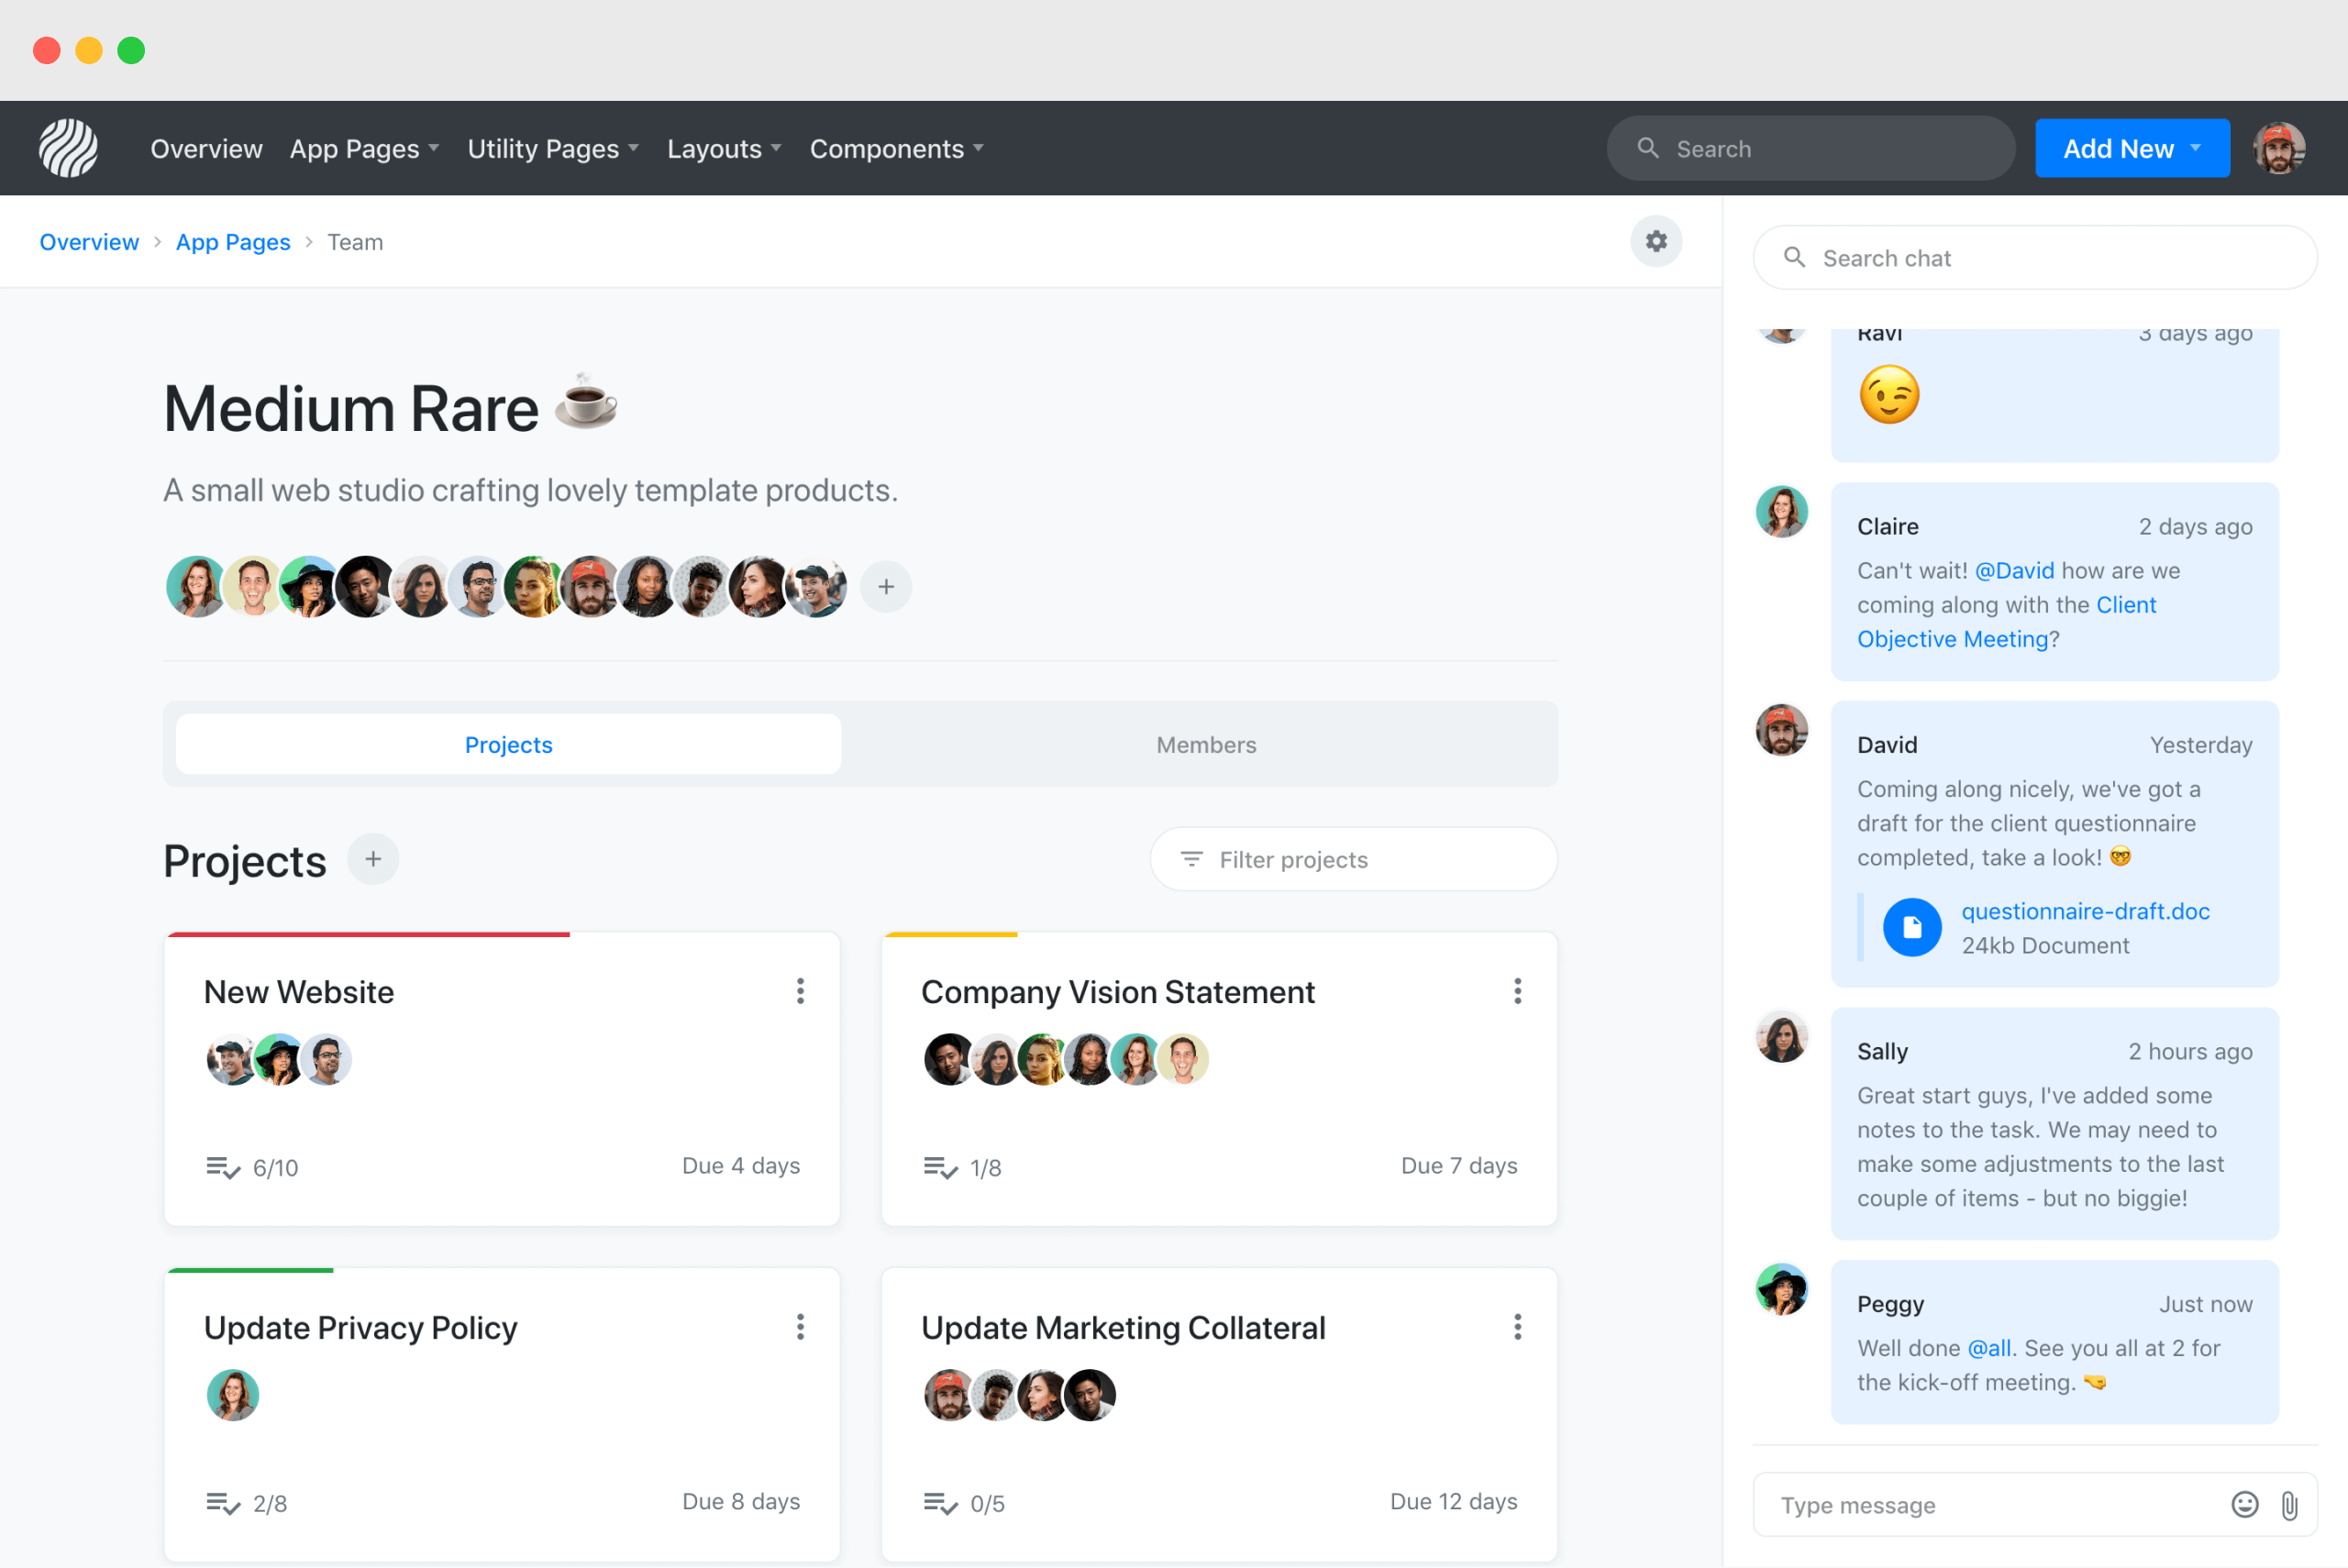 Overview
App Pages
Utility Pages
Layouts
Components
Search
Add New
Overview
App Pages
Team
Medium Rare
A small web studio crafting lovely template products.
Projects
Members
Projects
Filter projects
New Website
6/10
Due 4 days
Company Vision Statement
1/8
Due 7 days
Update Privacy Policy
2/8
Due 8 days
Update Marketing Collateral
0/5
Due 12 days
Search chat
Ravi
3 days ago
Claire
2 days ago
Can't wait! @David how are we
coming along with the Client
Objective Meeting?
David
Yesterday
Coming along nicely, we've got a
draft for the client questionnaire
completed, take a look! 🤓
questionnaire-draft.doc
24kb Document
Sally
2 hours ago
Great start guys, I've added some
notes to the task. We may need to
make some adjustments to the last
couple of items - but no biggie!
Peggy
Just now
Well done @all. See you all at 2 for
the kick-off meeting. 🤜
Type message